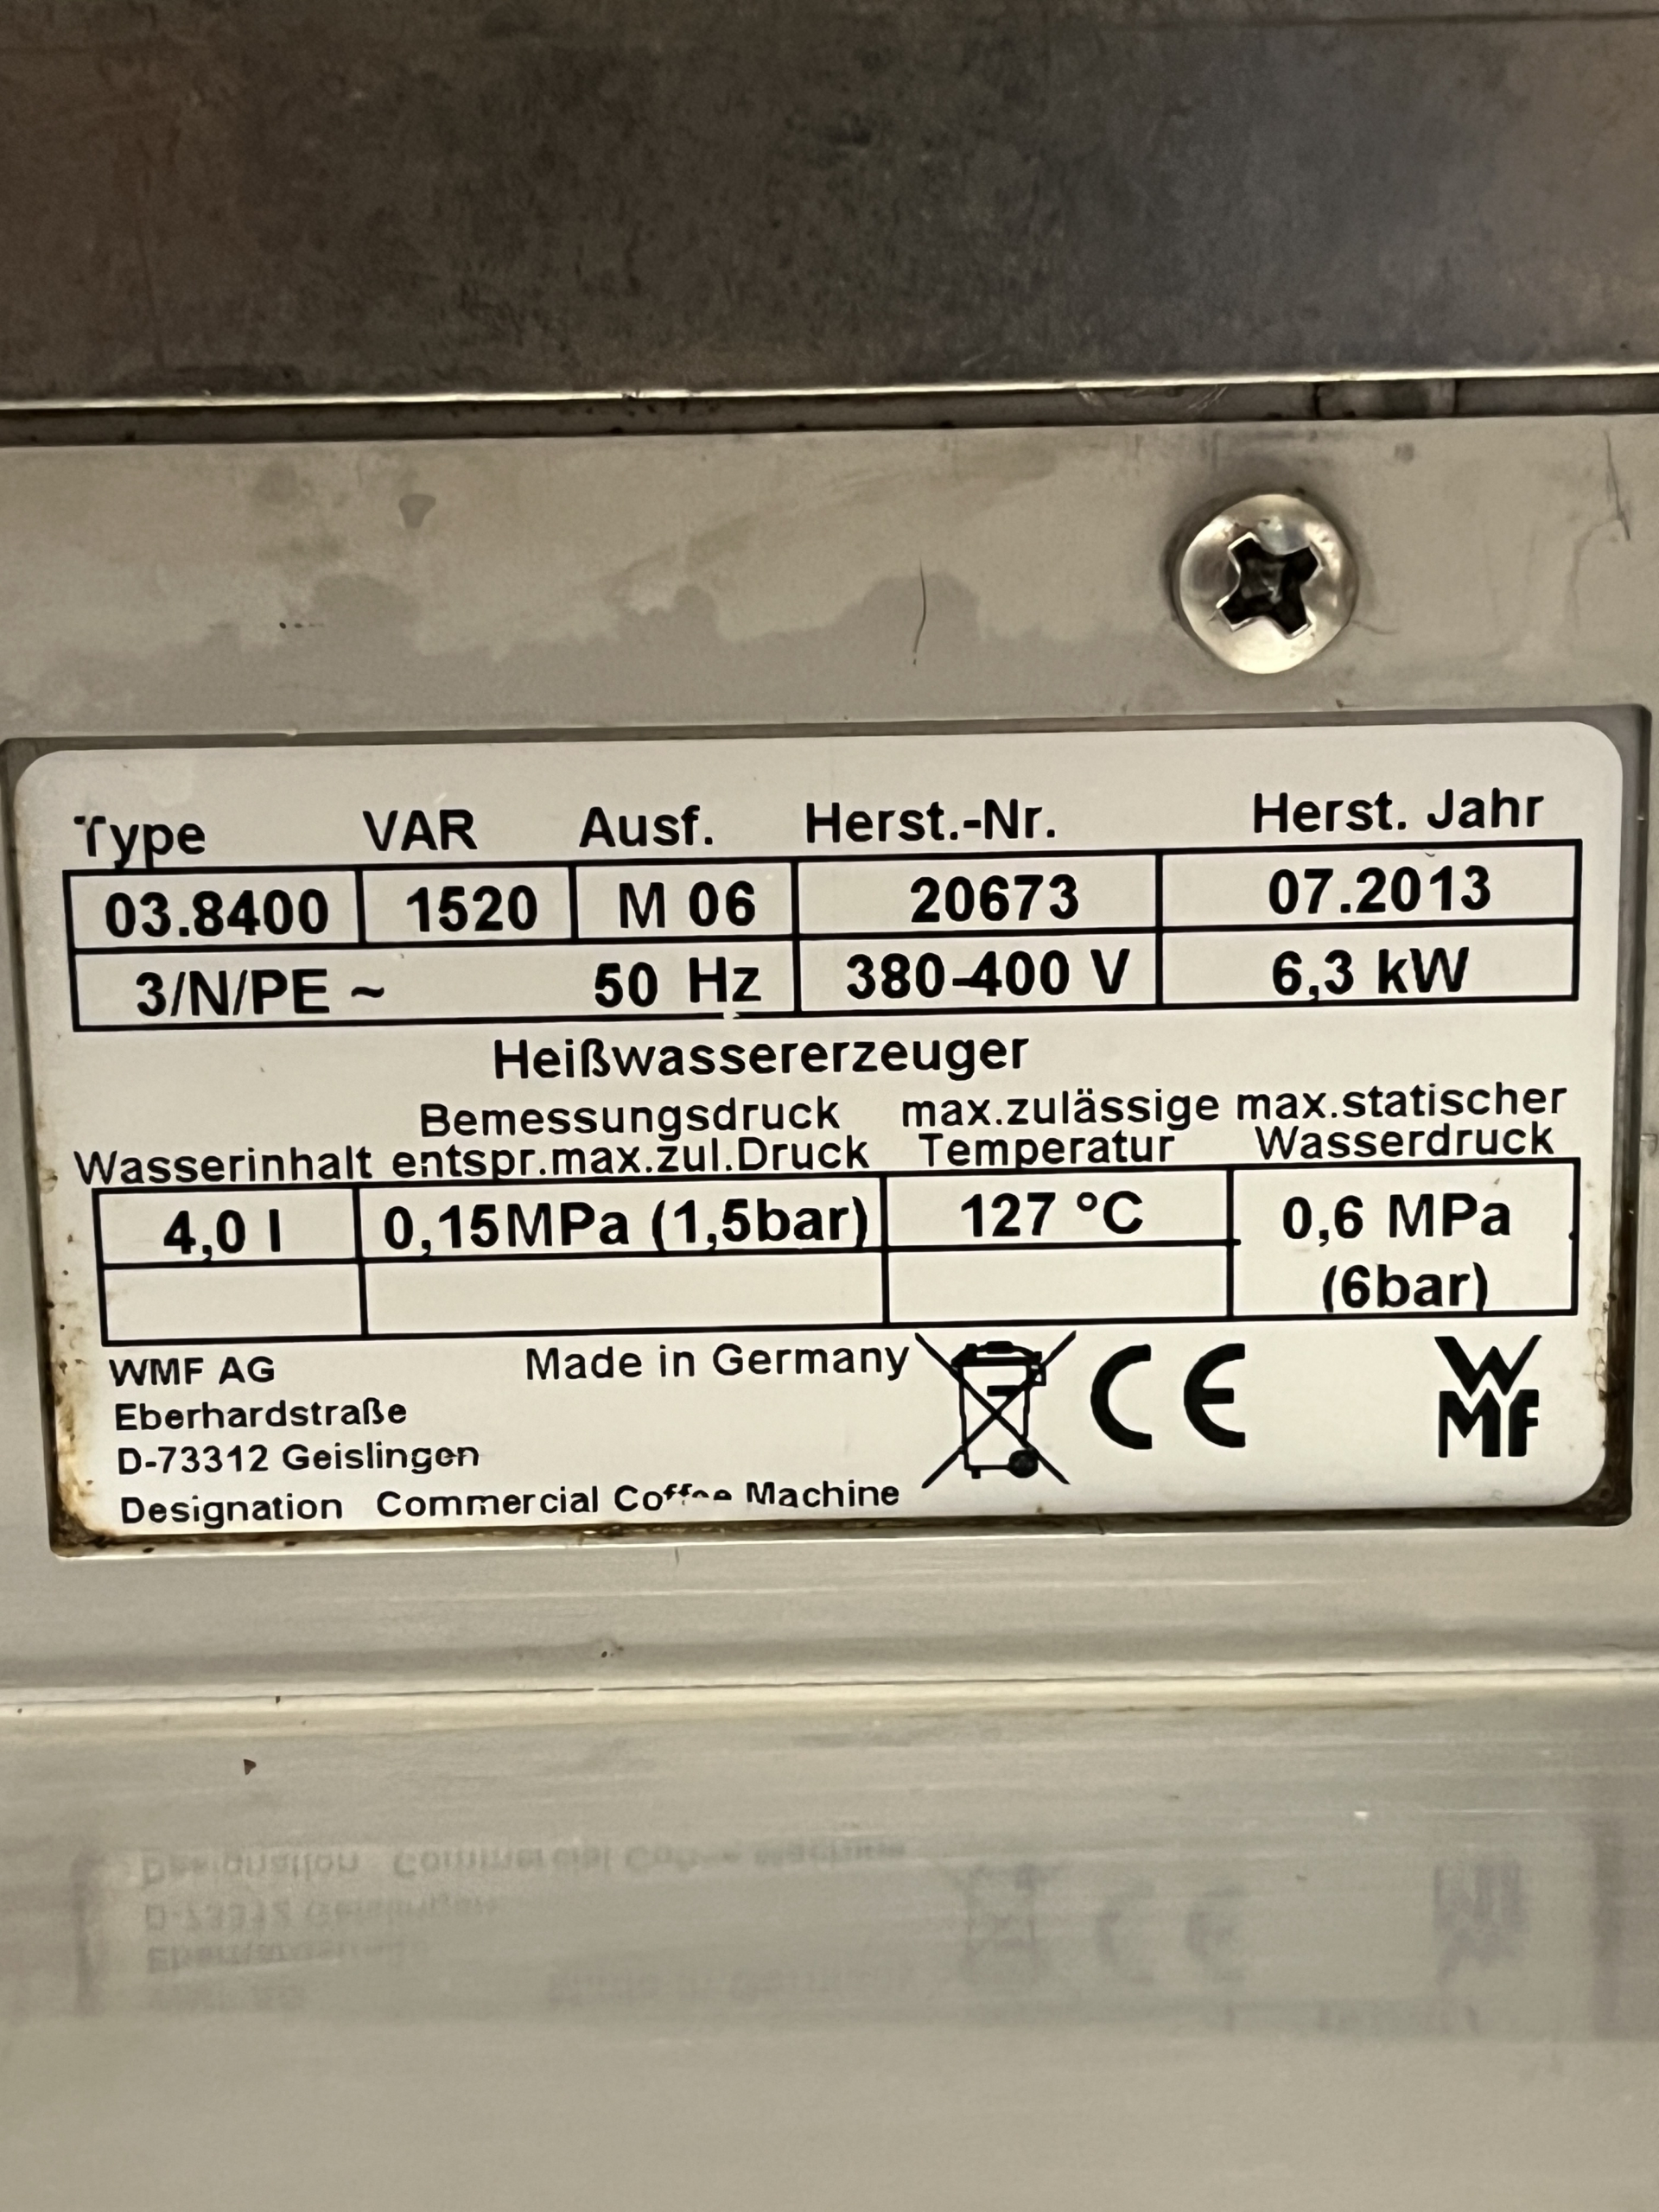 Type VAR Ausf. Herst.-Nr. Herst. Jahr
03.8400 1520 M 06 20673 07.2013
3/N/PE ~ 50 Hz 380-400 V 6,3 kW
Heißwassererzeuger
Bemessungsdruck max.zulässige max.statischer
Wasserinhalt entspr.max.zul.Druck Temperatur Wasserdruck
4,0 l 0,15MPa (1,5bar) 127 °C 0,6 MPa
(6bar)
WMF AG Made in Germany CE WMF
Eberhardstraße
D-73312 Geislingen
Designation Commercial Coffee Machine